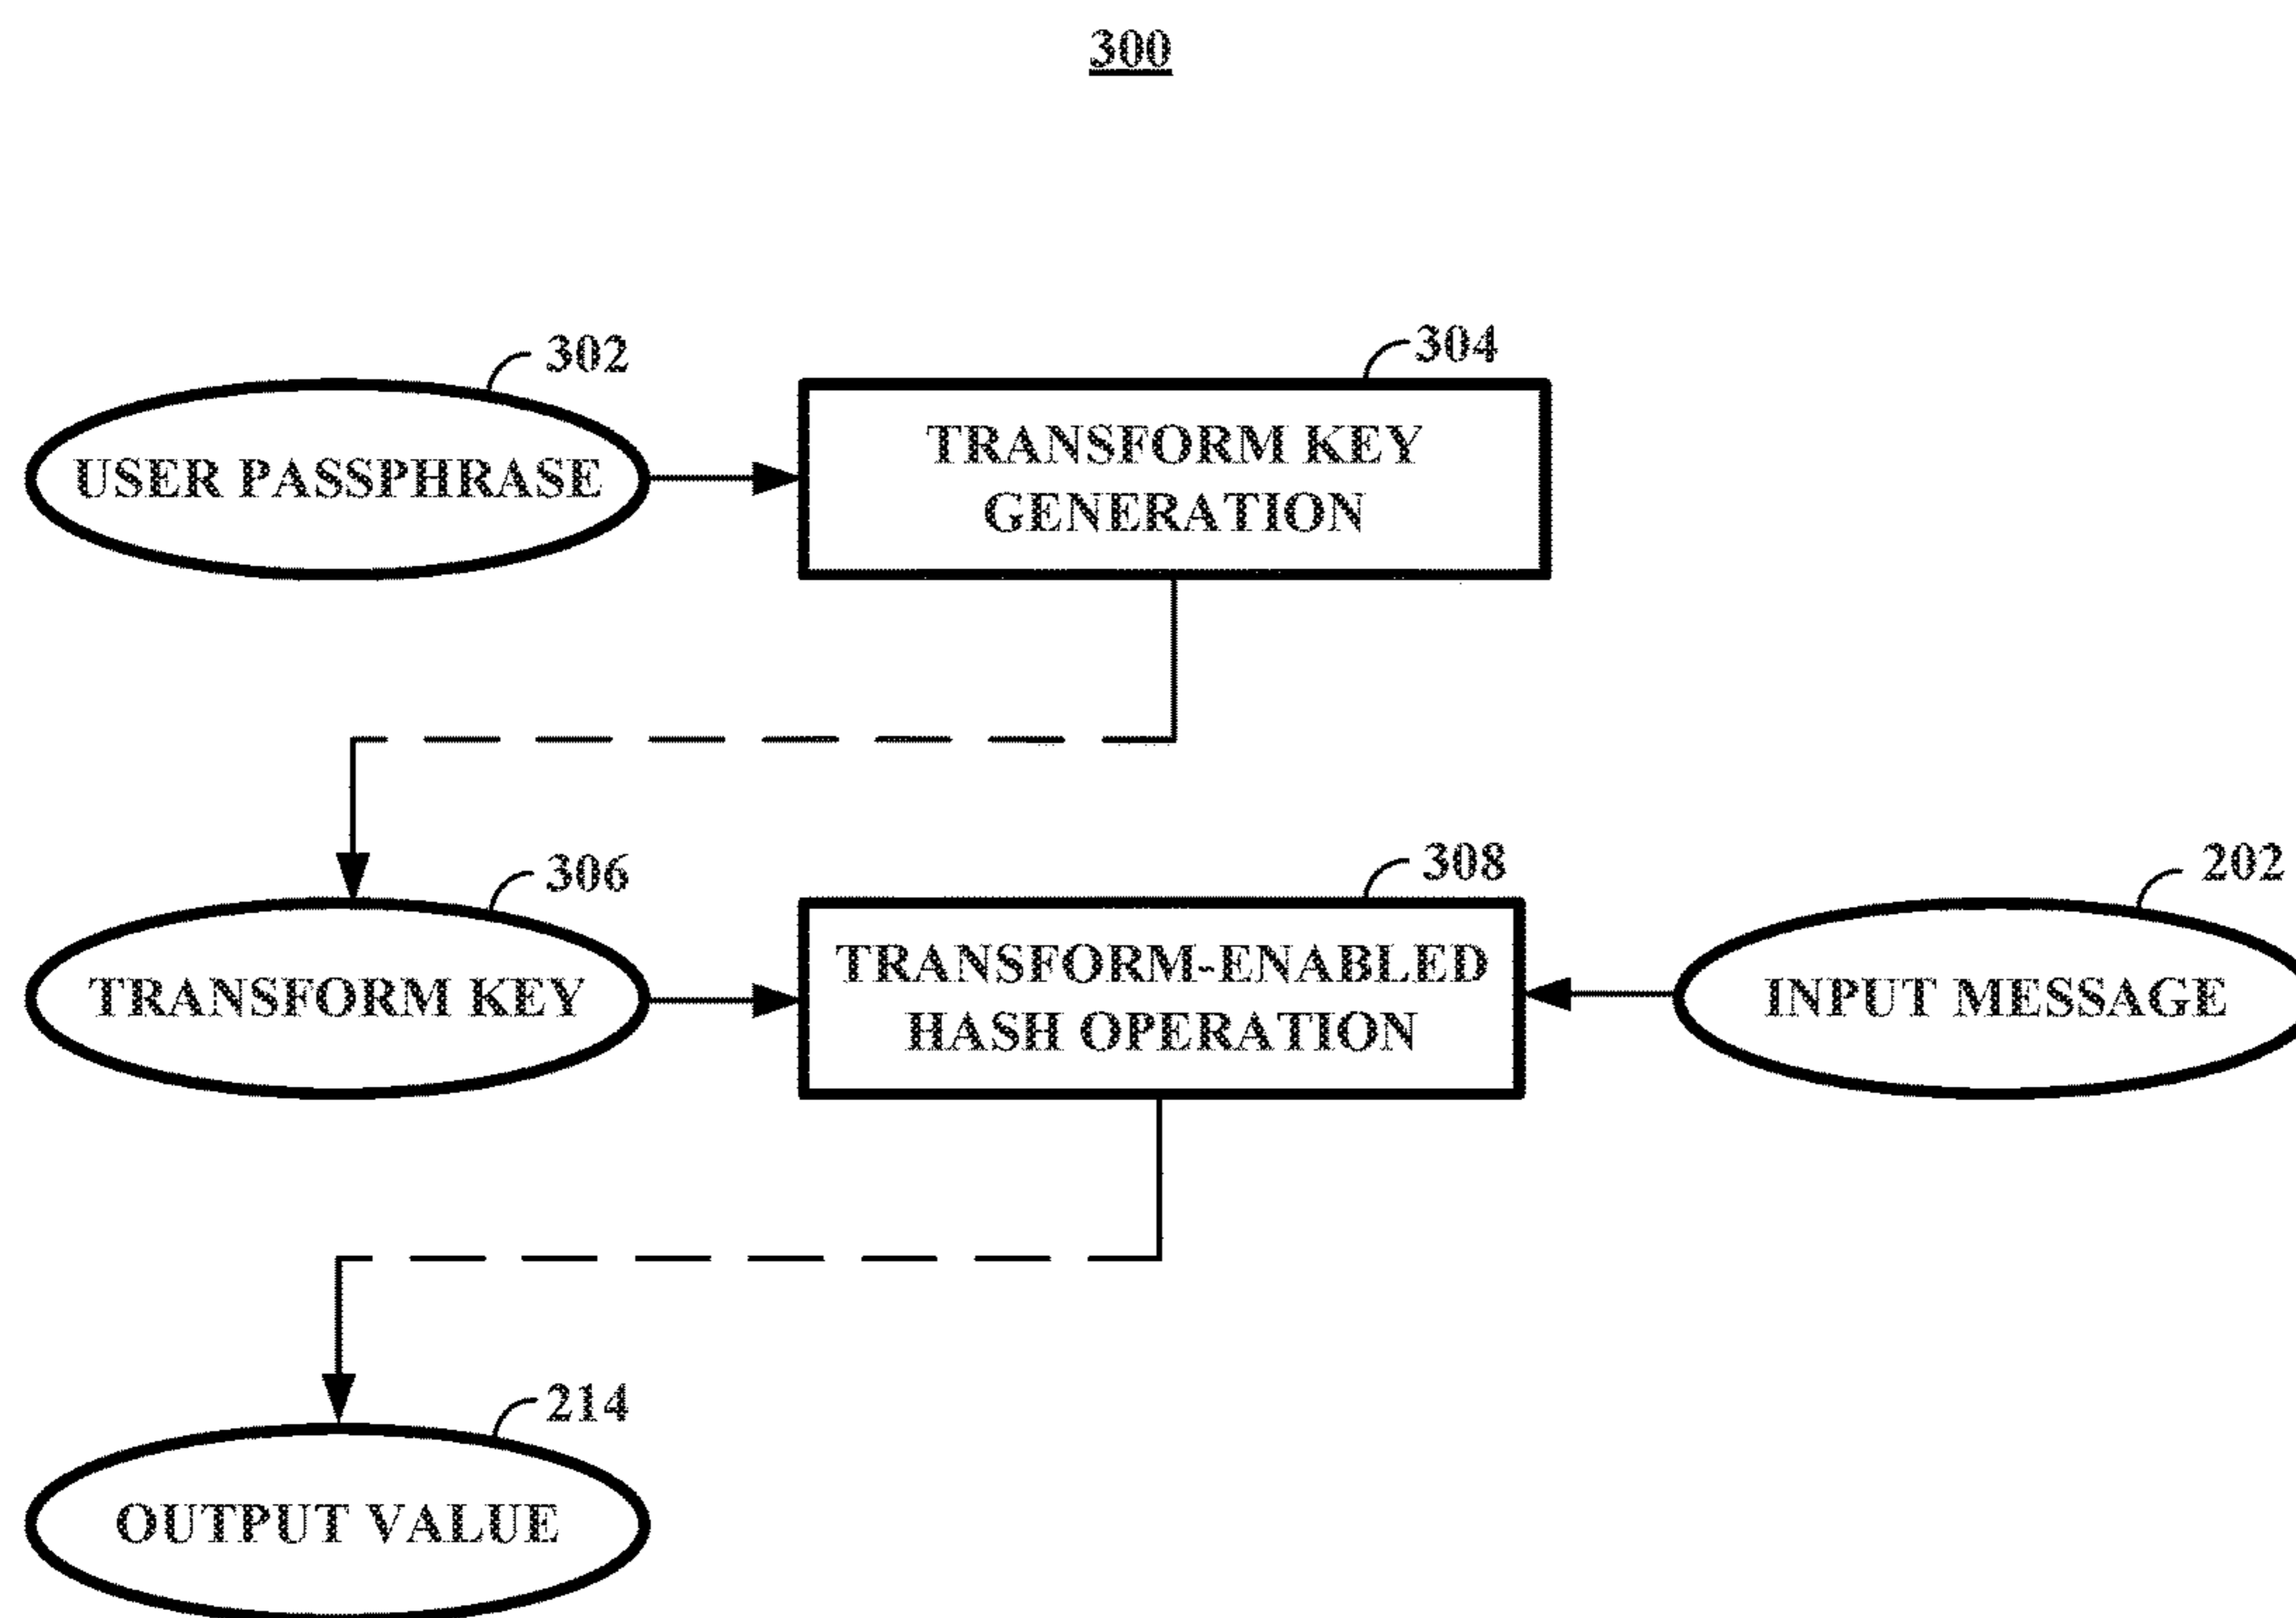 300
302
304
USER PASSPHRASE
TRANSFORM KEY
GENERATION
306
308
202
TRANSFORM KEY
TRANSFORM-ENABLED
HASH OPERATION
INPUT MESSAGE
214
OUTPUT VALUE